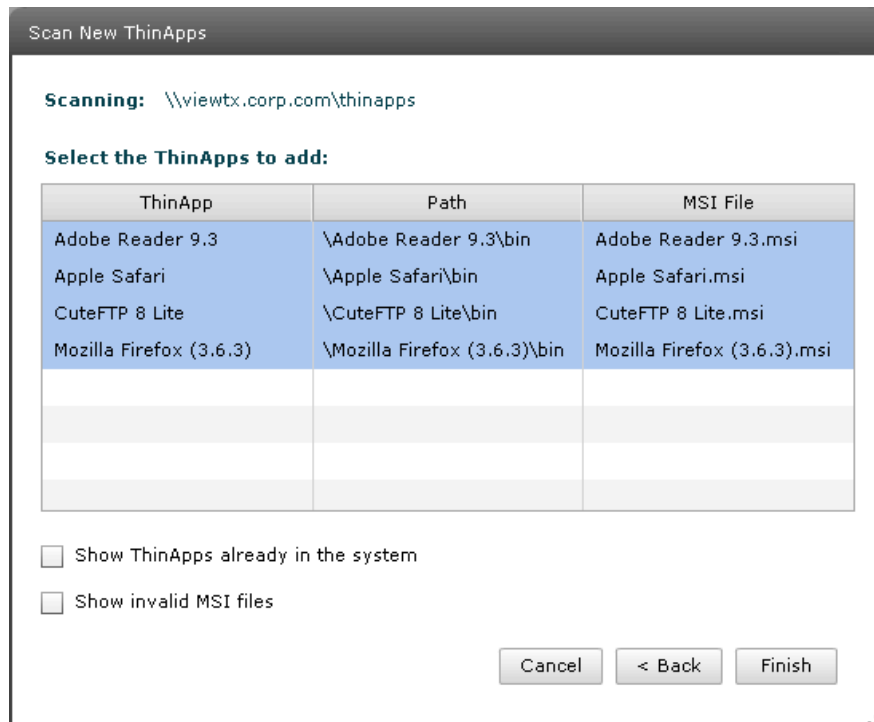 Scan New ThinApps
Scanning: \\viewtx.corp.com\thinapps
Select the ThinApps to add:
ThinApp Path MSI File
Adobe Reader 9.3 \Adobe Reader 9.3\bin Adobe Reader 9.3.msi
Apple Safari \Apple Safari\bin Apple Safari.msi
CuteFTP 8 Lite \CuteFTP 8 Lite\bin CuteFTP 8 Lite.msi
Mozilla Firefox (3.6.3) \Mozilla Firefox (3.6.3)\bin Mozilla Firefox (3.6.3).msi
Show ThinApps already in the system
Show invalid MSI files
Cancel < Back Finish